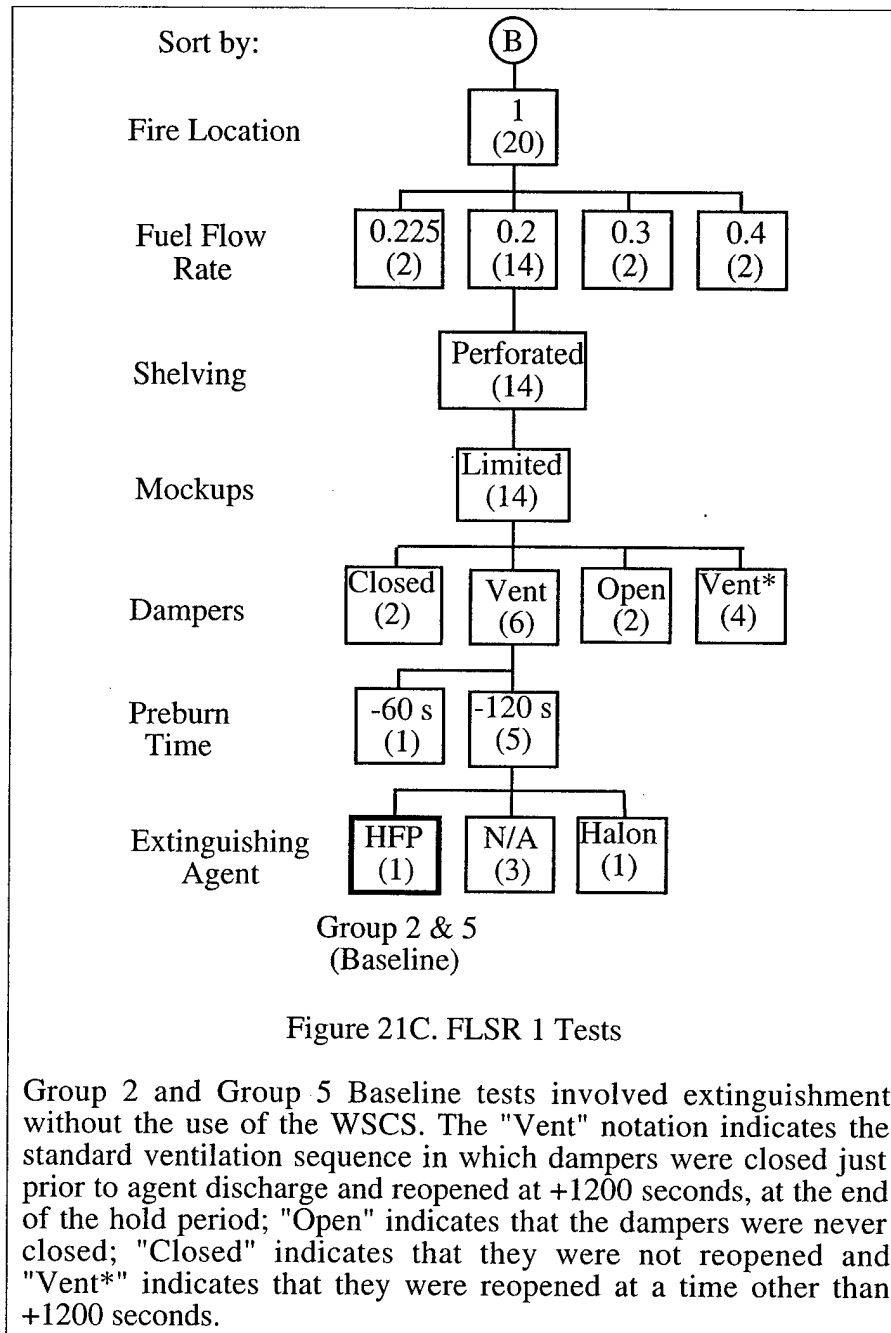 Sort by:
B
Fire Location
1
(20)
Fuel Flow
Rate
0.225 0.2 0.3 0.4
(2) (14) (2) (2)
Shelving
Perforated
(14)
Mockups
Limited
(14)
Dampers
Closed Vent Open Vent*
(2) (6) (2) (4)
Preburn
Time
-60 s -120 s
(1) (5)
Extinguishing
Agent
HFP N/A Halon
(1) (3) (1)
Group 2 & 5
(Baseline)
Figure 21C. FLSR 1 Tests
Group 2 and Group 5 Baseline tests involved extinguishment
without the use of the WSCS. The "Vent" notation indicates the
standard ventilation sequence in which dampers were closed just
prior to agent discharge and reopened at +1200 seconds, at the end
of the hold period; "Open" indicates that the dampers were never
closed; "Closed" indicates that they were not reopened and
"Vent*" indicates that they were reopened at a time other than
+1200 seconds.